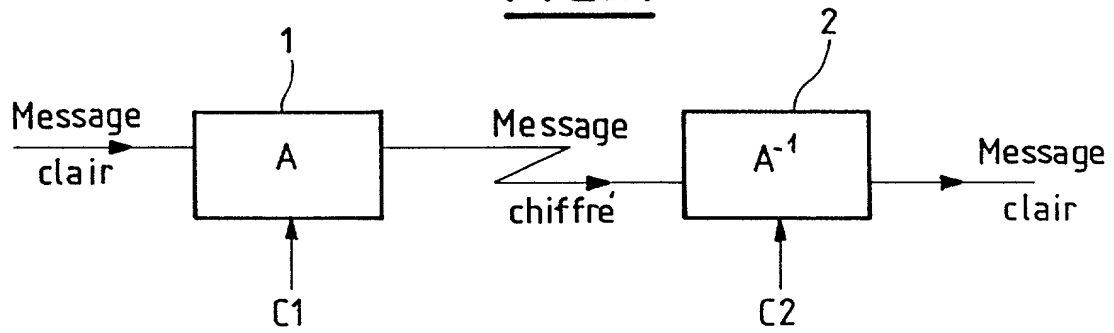 1
2
Message
clair
A
Message
chiffré
A⁻¹
Message
clair
C1
C2